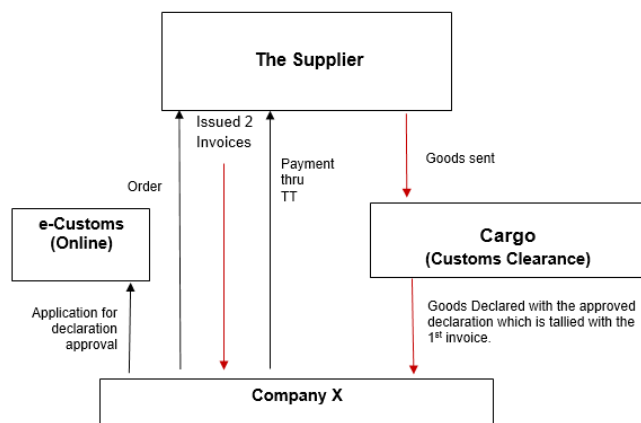 The Supplier
Issued 2
Invoices
Payment
thru
TT
Goods sent
Order
e-Customs
(Online)
Cargo
(Customs Clearance)
Application for
declaration
approval
Goods Declared with the approved
declaration which is tallied with the
1st invoice.
Company X